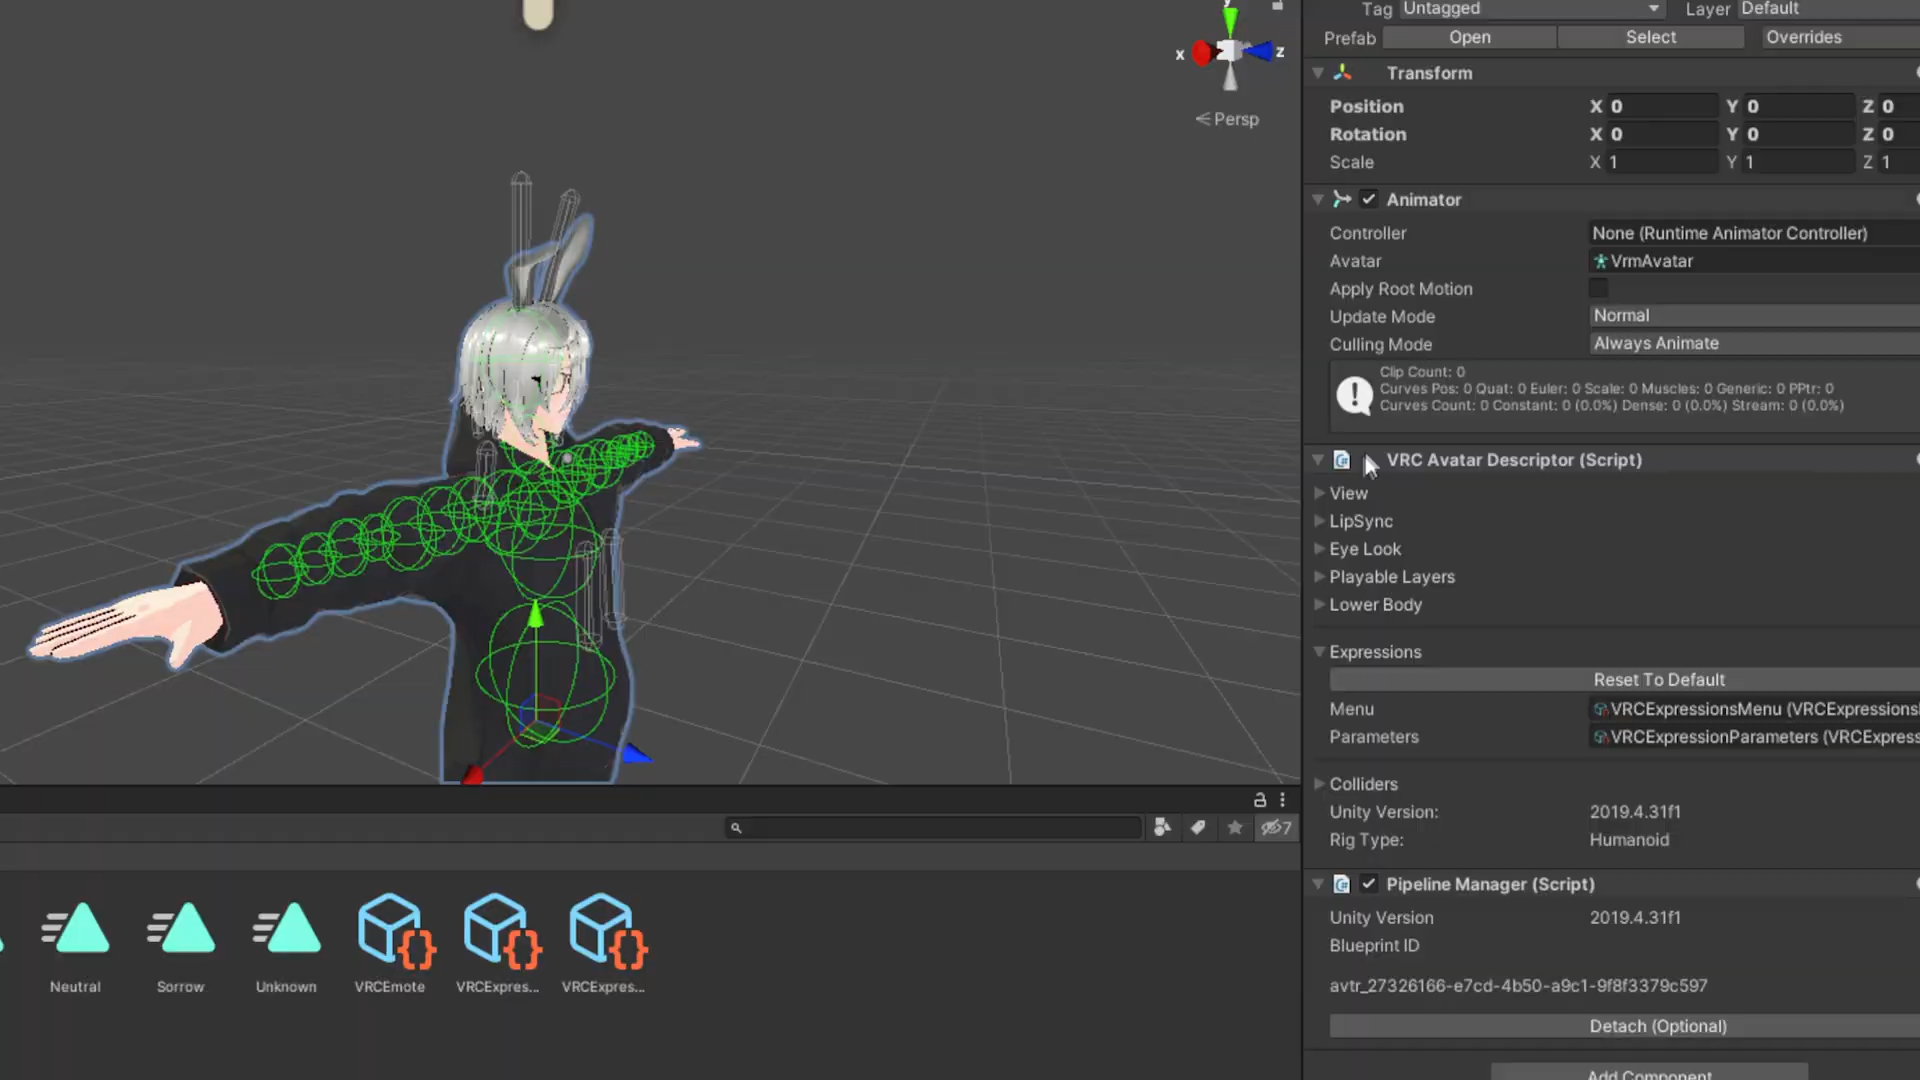 Tag Untagged Layer Default
Prefab Open Select Overrides
y
x z
Persp
Transform
Position X 0 Y 0 Z 0
Rotation X 0 Y 0 Z 0
Scale X 1 Y 1 Z 1
Animator
Controller None (Runtime Animator Controller)
Avatar VrmAvatar
Apply Root Motion
Update Mode Normal
Culling Mode Always Animate
Clip Count: 0
Curves Pos: 0 Quat: 0 Euler: 0 Scale: 0 Muscles: 0 Generic: 0 PPtr: 0
Curves Count: 0 Constant: 0 (0.0%) Dense: 0 (0.0%) Stream: 0 (0.0%)
VRC Avatar Descriptor (Script)
View
LipSync
Eye Look
Playable Layers
Lower Body
Expressions
Reset To Default
Menu VRCExpressionsMenu (VRCExpressions
Parameters VRCExpressionParameters (VRCExpress
Colliders
Unity Version: 2019.4.31f1
Rig Type: Humanoid
Pipeline Manager (Script)
Unity Version 2019.4.31f1
Blueprint ID
avtr_27326166-e7cd-4b50-a9c1-9f8f3379c597
Detach (Optional)
Add Component
7
Neutral Sorrow Unknown VRCEmote VRCExpres... VRCExpres...